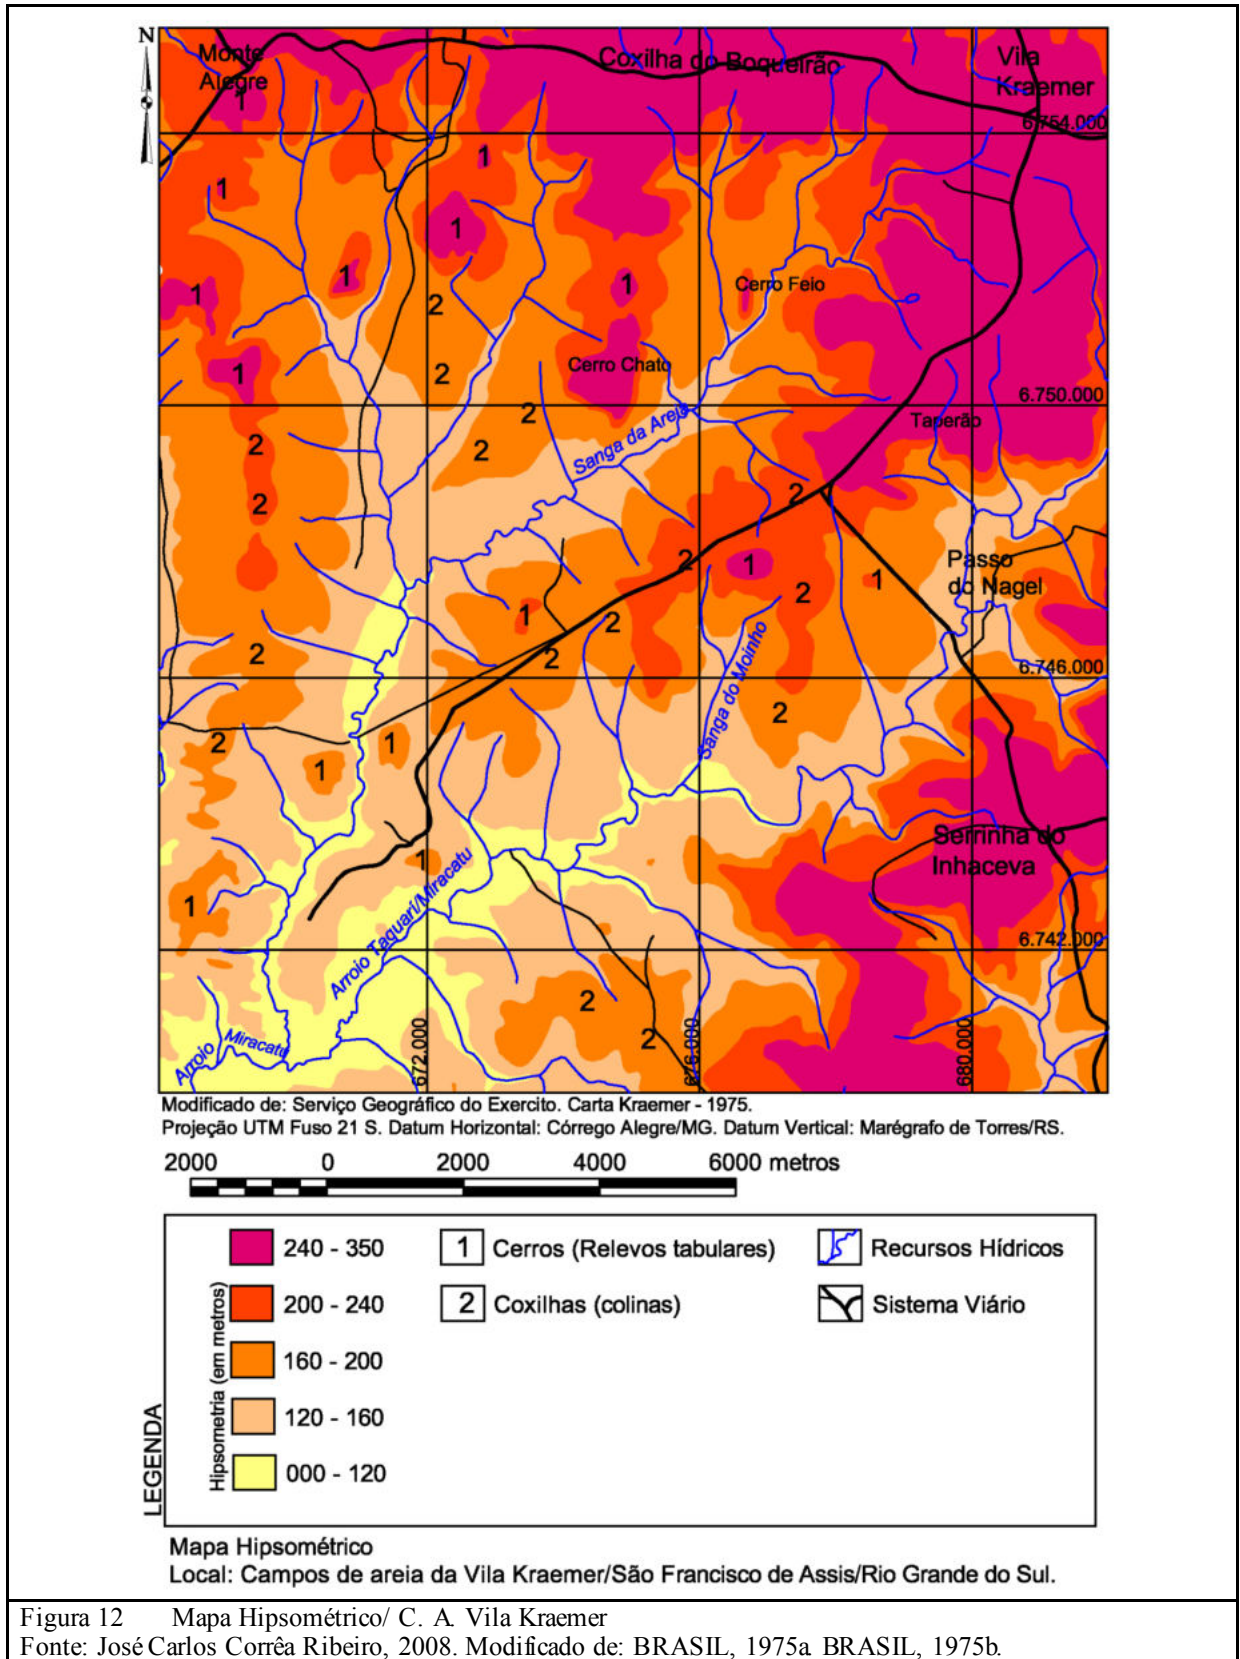 N
Monte
Alegre
Coxilha do Boqueirão
Vila
Kraemer
6.754.000
1
1
1
1
1
1
1
Cerro Feio
2
1
Cerro Chato
2
6.750.000
2
Taperão
Sanga da Areia
2
2
2
2
2
1
1
Passo
do Nagel
2
1
2
2
2
Sanga do Moinho
6.746.000
2
2
1
1
Serrinha do
Inhaceva
1
1
Arroio Taquari/Miracatu
6.742.000
2
2
Arroio Miracatu
672.000
676.000
680.000
Modificado de: Serviço Geográfico do Exercito. Carta Kraemer - 1975.
Projeção UTM Fuso 21 S. Datum Horizontal: Córrego Alegre/MG. Datum Vertical: Marégrafo de Torres/RS.
2000 0 2000 4000 6000 metros
LEGENDA
Hipsometria (em metros)
240 - 350
200 - 240
160 - 200
120 - 160
000 - 120
1 Cerros (Relevos tabulares)
2 Coxilhas (colinas)
Recursos Hídricos
Sistema Viário
Mapa Hipsométrico
Local: Campos de areia da Vila Kraemer/São Francisco de Assis/Rio Grande do Sul.
Figura 12 Mapa Hipsométrico/ C. A. Vila Kraemer
Fonte: José Carlos Corrêa Ribeiro, 2008. Modificado de: BRASIL, 1975a. BRASIL, 1975b.